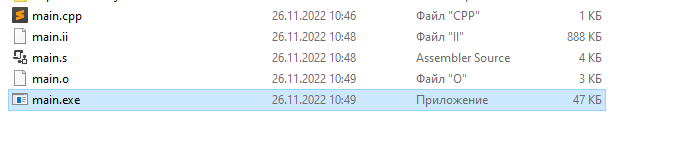 main.cpp 26.11.2022 10:46 Файл "CPP" 1 КБ
main.ii 26.11.2022 10:48 Файл "II" 888 КБ
main.s 26.11.2022 10:48 Assembler Source 4 КБ
main.o 26.11.2022 10:49 Файл "O" 3 КБ
main.exe 26.11.2022 10:49 Приложение 47 КБ